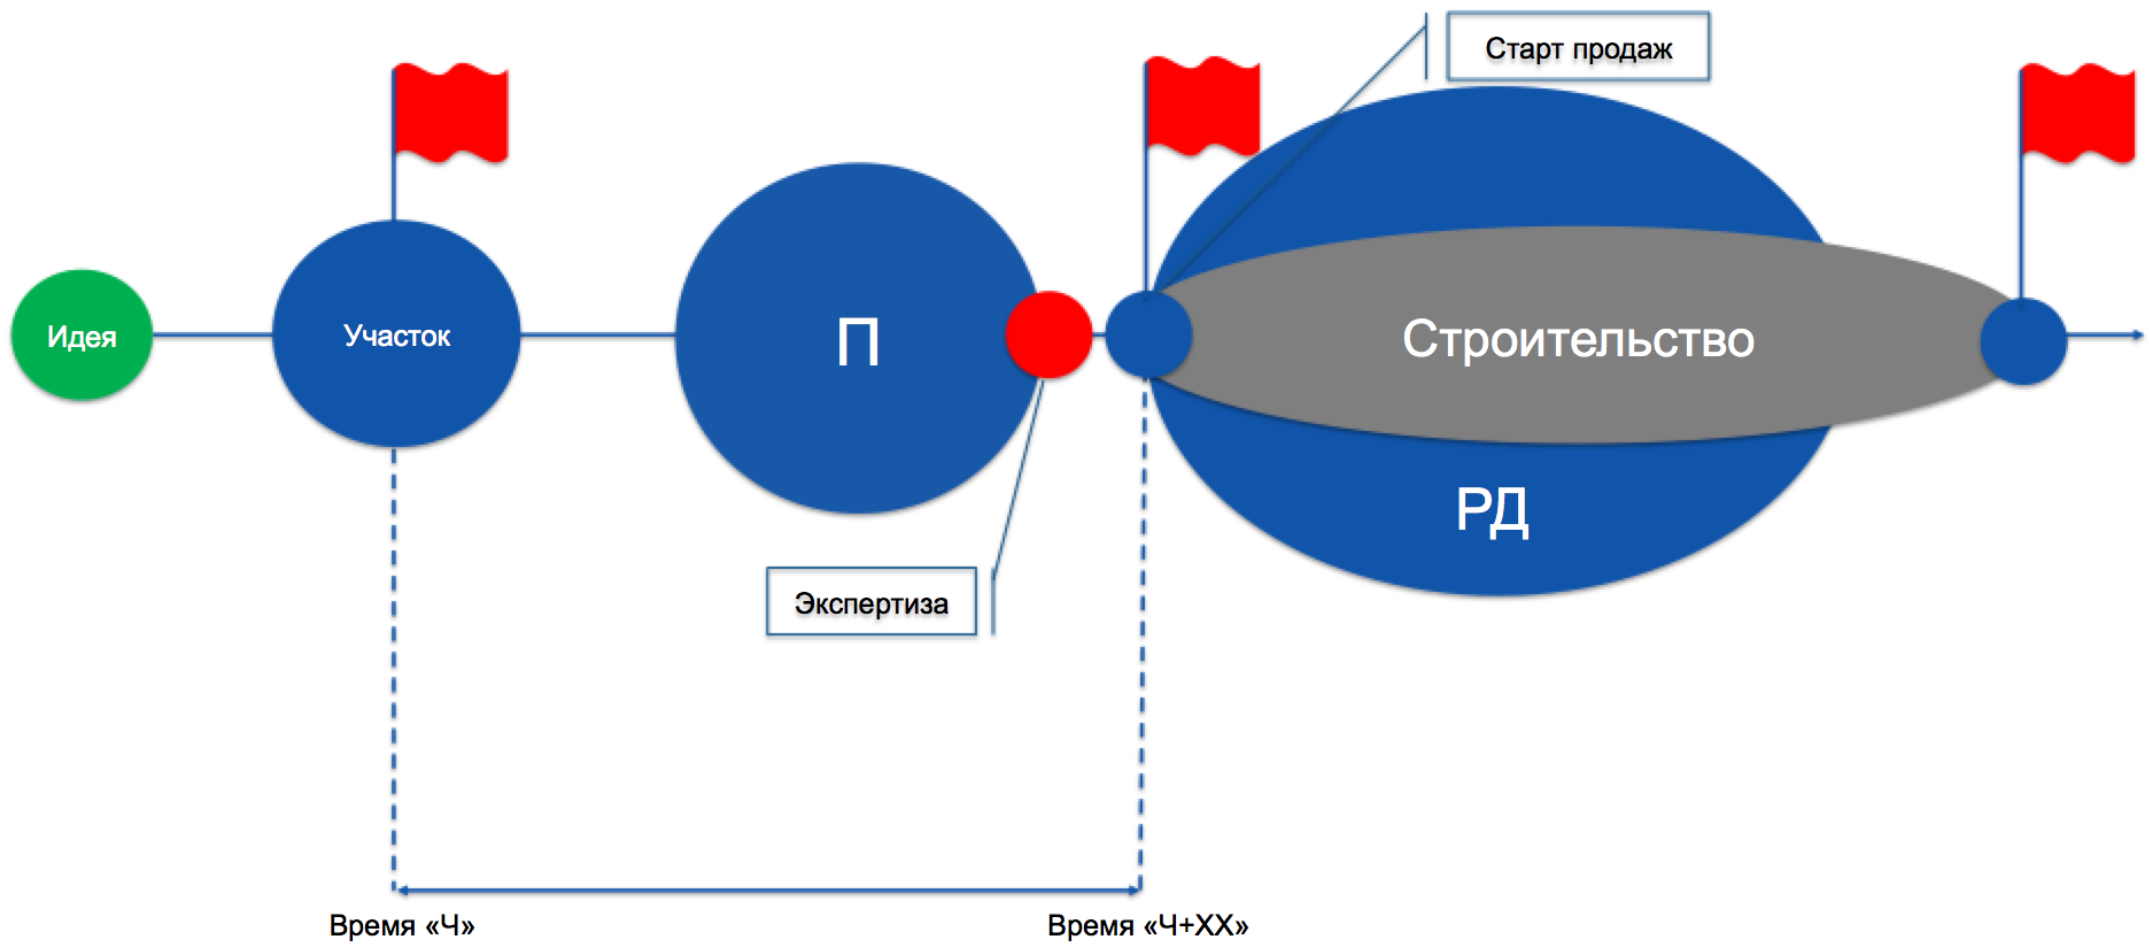 Старт продаж
Идея
Участок
П
Строительство
РД
Экспертиза
Время «Ч»
Время «Ч+ХХ»